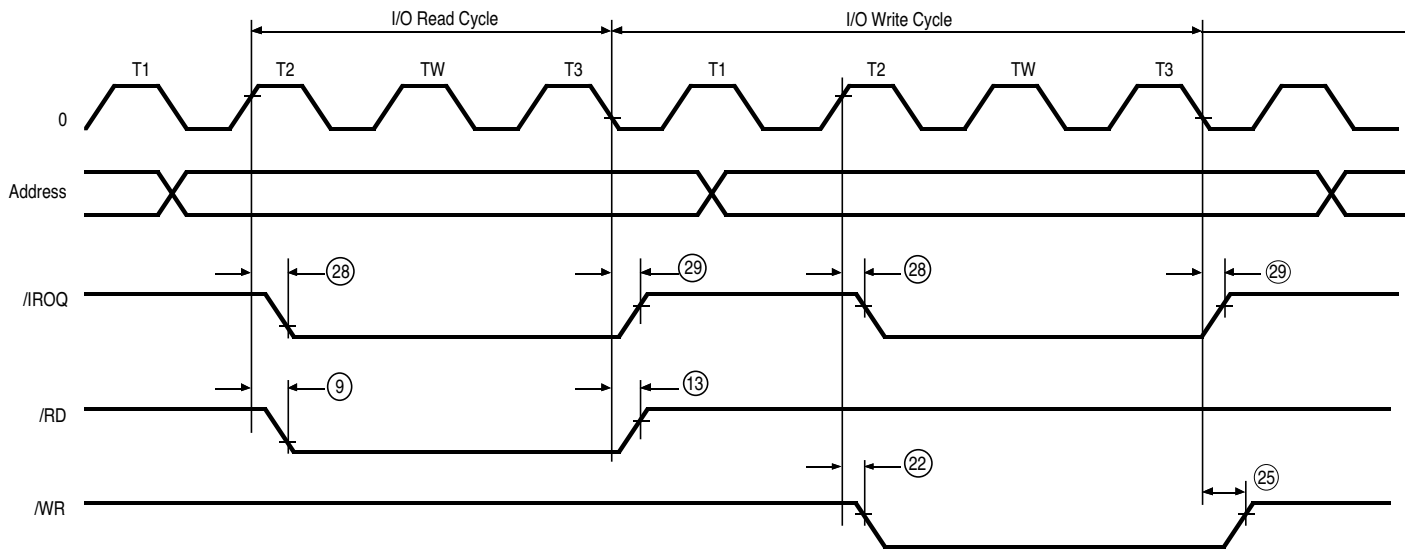 I/O Read Cycle
I/O Write Cycle
T1 T2 TW T3 T1 T2 TW T3
0
Address
28 29 28 29
/IROQ
9 13
/RD
22 25
/WR